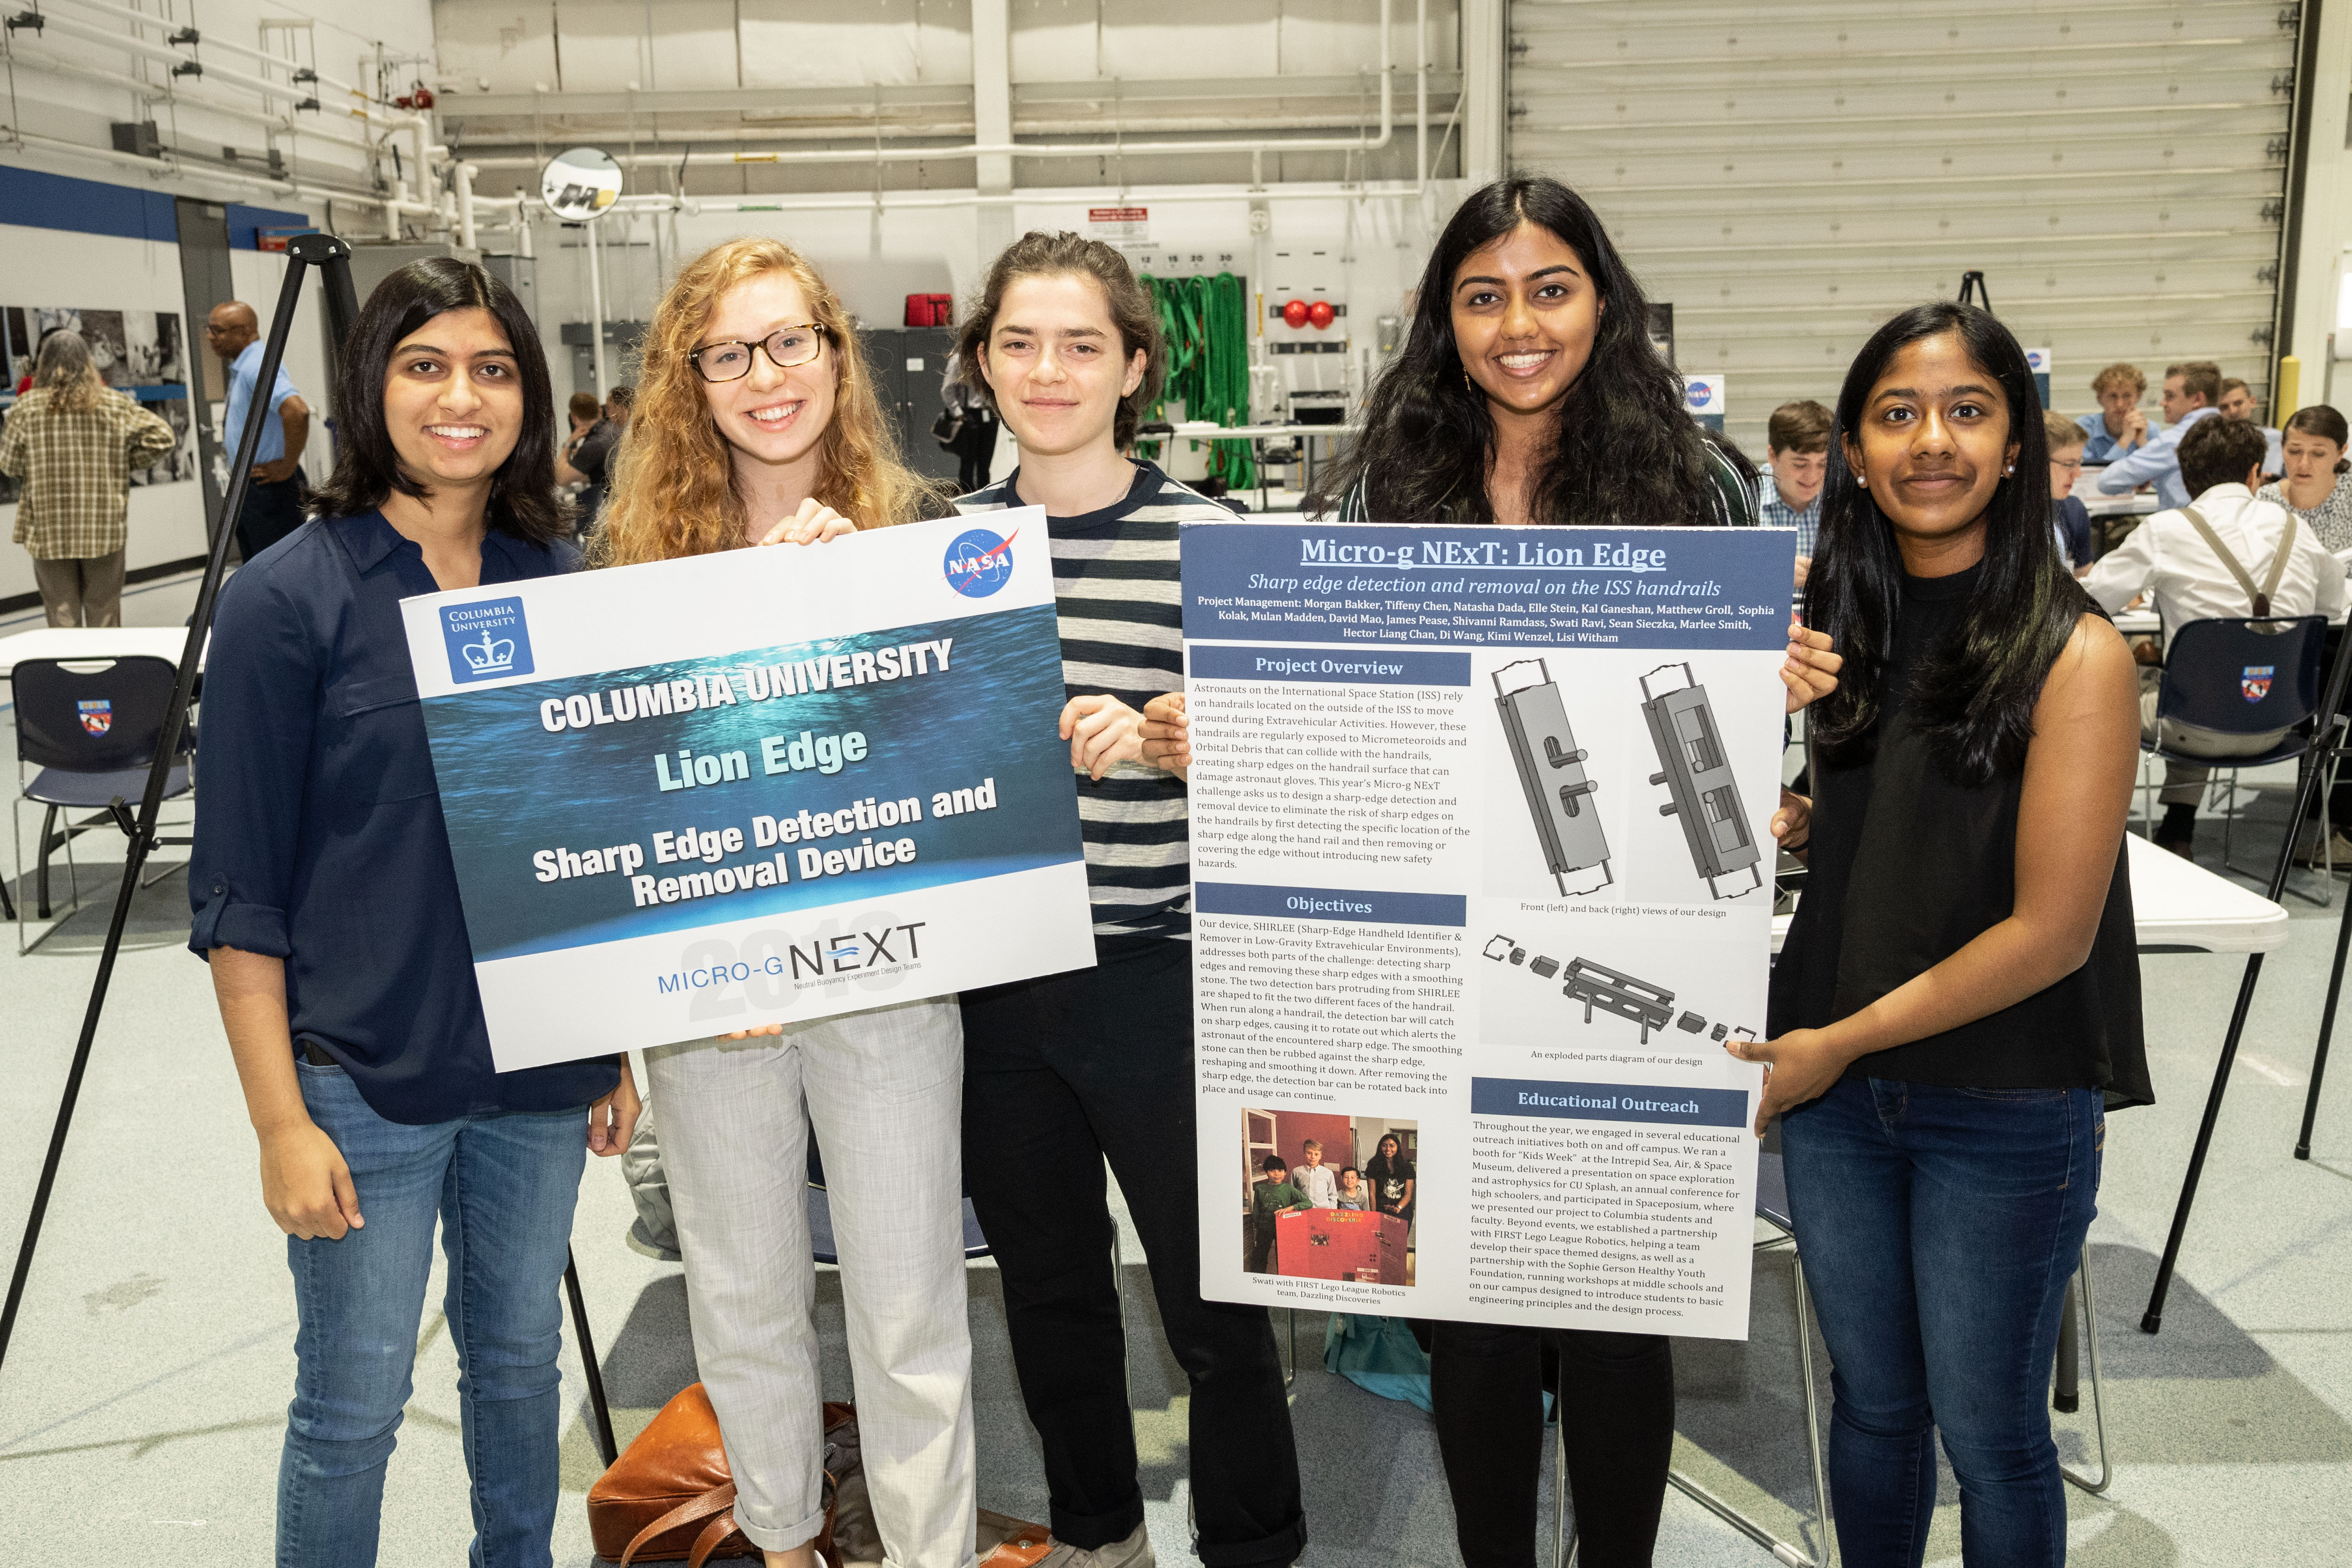 COLUMBIA
UNIVERSITY
NASA
COLUMBIA UNIVERSITY
Lion Edge
Sharp Edge Detection and
Removal Device
MICRO-G NEXT
Neutral Buoyancy Experiment Design Teams
Micro-g NExT: Lion Edge
Sharp edge detection and removal on the ISS handrails
Project Management: Morgan Bakker, Tiffeny Chen, Natasha Dada, Elle Stein, Kal Ganeshan, Matthew Groll, Sophia
Kolak, Mulan Madden, David Mao, James Pease, Shivanni Ramdass, Swati Ravi, Sean Sieczka, Marlee Smith,
Hector Liang Chan, Di Wang, Kimi Wenzel, Lisi Witham
Project Overview
Astronauts on the International Space Station (ISS) rely
on handrails located on the outside of the ISS to move
around during Extravehicular Activities. However, these
handrails are regularly exposed to Micrometeoroids and
Orbital Debris that can collide with the handrails,
creating sharp edges on the handrail surface that can
damage astronaut gloves. This year's Micro-g NExT
challenge asks us to design a sharp-edge detection and
removal device to eliminate the risk of sharp edges on
the handrails by first detecting the specific location of the
sharp edge along the hand rail and then removing or
covering the edge without introducing new safety
hazards.
Objectives
Our device, SHIRLEE (Sharp-Edge Handheld Identifier &
Remover in Low-Gravity Extravehicular Environments),
addresses both parts of the challenge: detecting sharp
edges and removing these sharp edges with a smoothing
stone. The two detection bars protruding from SHIRLEE
are shaped to fit the two different faces of the handrail.
When run along a handrail, the detection bar will catch
on sharp edges, causing it to rotate out which alerts the
astronaut of the encountered sharp edge. The smoothing
stone can then be rubbed against the sharp edge,
reshaping and smoothing it down. After removing the
sharp edge, the detection bar can be rotated back into
place and usage can continue.
Swati with FIRST Lego League Robotics
team, Dazzling Discoveries
Front (left) and back (right) views of our design
An exploded parts diagram of our design
Educational Outreach
Throughout the year, we engaged in several educational
outreach initiatives both on and off campus. We ran a
booth for "Kids Week" at the Intrepid Sea, Air, & Space
Museum, delivered a presentation on space exploration
and astrophysics for CU Splash, an annual conference for
high schoolers, and participated in Spaceposium, where
we presented our project to Columbia students and
faculty. Beyond events, we established a partnership
with FIRST Lego League Robotics, helping a team
develop their space themed designs, as well as a
partnership with the Sophie Gerson Healthy Youth
Foundation, running workshops at middle schools and
on our campus designed to introduce students to basic
engineering principles and the design process.
12 15 20 30
NASA
DAZZLING